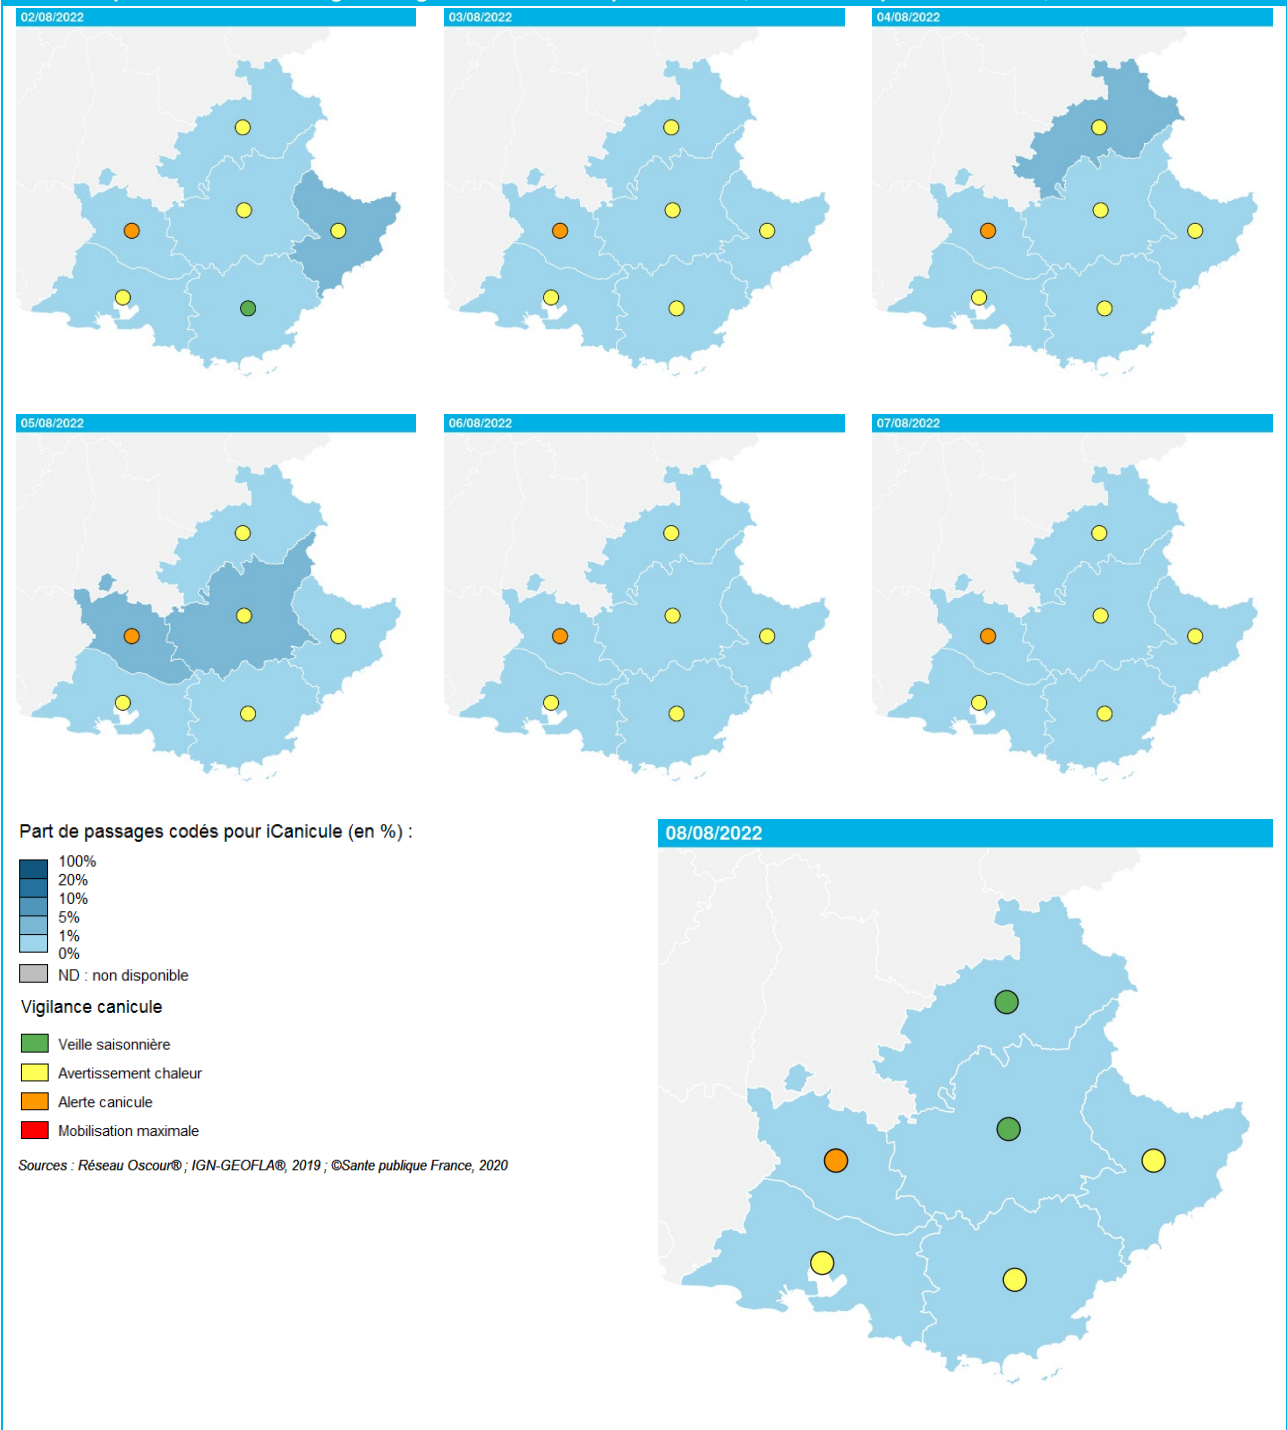 02/08/2022
03/08/2022
04/08/2022
05/08/2022
06/08/2022
07/08/2022
Part de passages codés pour iCanicule (en %) :
100%
20%
10%
5%
1%
0%
ND : non disponible
Vigilance canicule
Veille saisonnière
Avertissement chaleur
Alerte canicule
Mobilisation maximale
Sources : Réseau Oscour® ; IGN-GEOFLA®, 2019 ; ©Sante publique France, 2020
08/08/2022